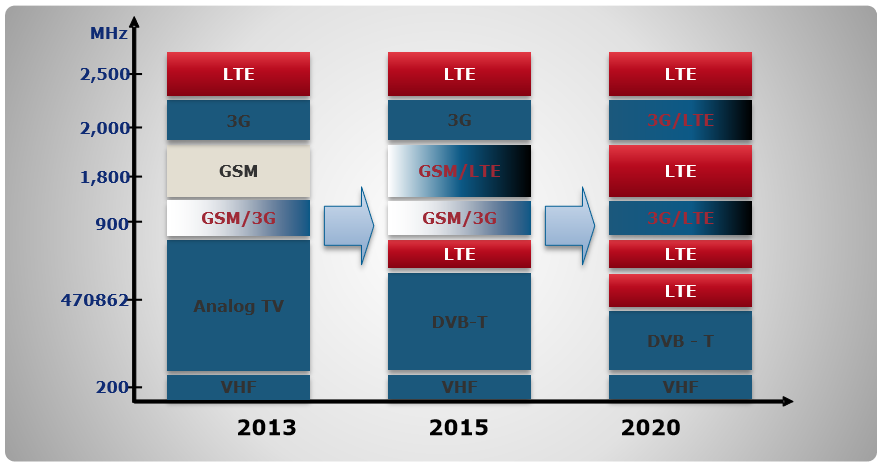 MHz
2,500
2,000
1,800
900
470862
200
LTE
3G
GSM
GSM/3G
Analog TV
VHF
LTE
3G
GSM/LTE
GSM/3G
LTE
DVB-T
VHF
LTE
3G/LTE
LTE
3G/LTE
LTE
LTE
DVB - T
VHF
2013
2015
2020